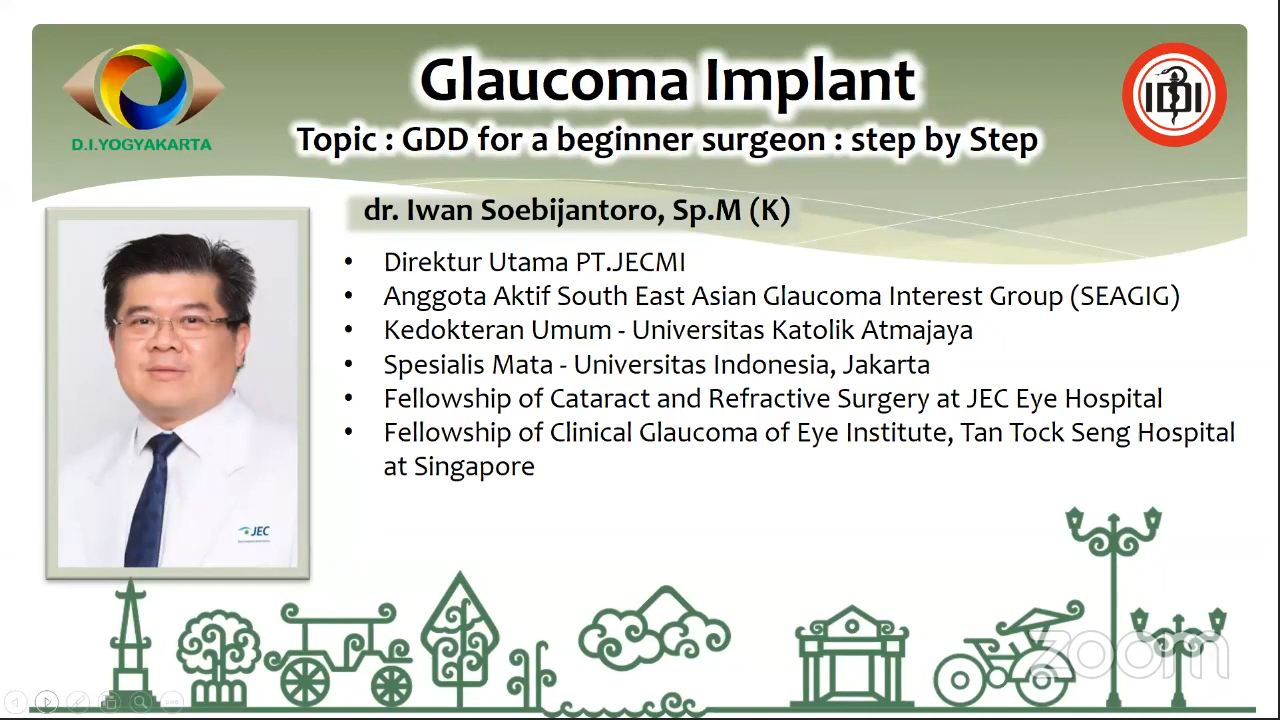 Glaucoma Implant
Topic : GDD for a beginner surgeon : step by Step
D.I.YOGYAKARTA
IDI
dr. Iwan Soebijantoro, Sp.M (K)
• Direktur Utama PT.JECMI
• Anggota Aktif South East Asian Glaucoma Interest Group (SEAGIG)
• Kedokteran Umum - Universitas Katolik Atmajaya
• Spesialis Mata - Universitas Indonesia, Jakarta
• Fellowship of Cataract and Refractive Surgery at JEC Eye Hospital
• Fellowship of Clinical Glaucoma of Eye Institute, Tan Tock Seng Hospital
at Singapore
JEC
zoom